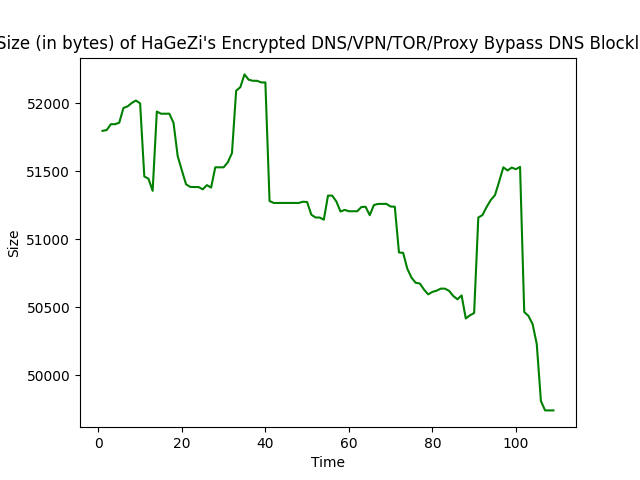 Size (in bytes) of HaGeZi's Encrypted DNS/VPN/TOR/Proxy Bypass DNS Blockl
52000
51500
51000
50500
50000
Size
0 20 40 60 80 100
Time